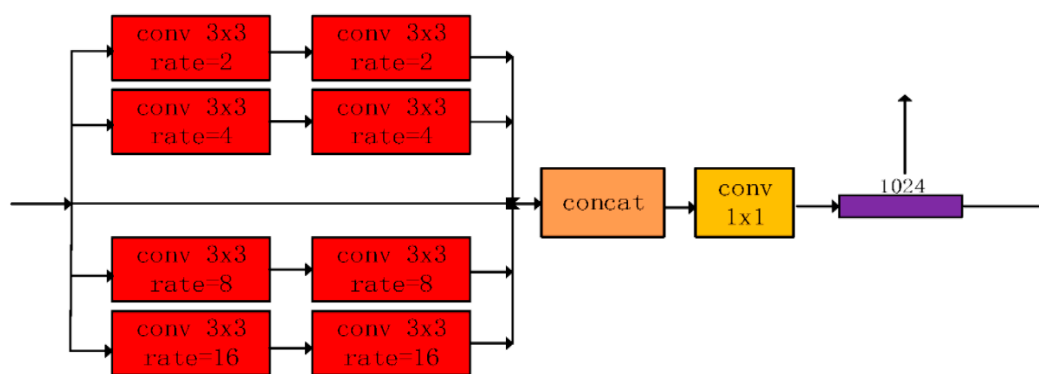 conv 3x3
rate=2
conv 3x3
rate=2
conv 3x3
rate=4
conv 3x3
rate=4
concat
conv
1x1
1024
conv 3x3
rate=8
conv 3x3
rate=8
conv 3x3
rate=16
conv 3x3
rate=16